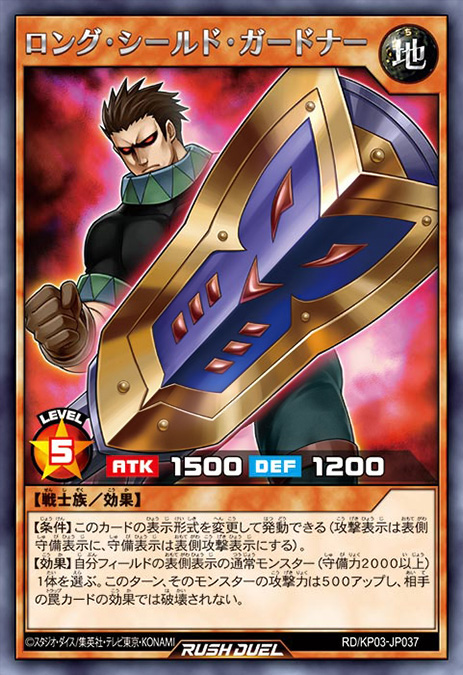 ロング・シールド・ガードナー
地
LEVEL
5
ATK 1500 DEF 1200
【戦士族／効果】
【条件】このカードの表示形式を変更して発動できる（攻撃表示は表側
守備表示に、守備表示は表側攻撃表示にする）。
【効果】自分フィールドの表側表示の通常モンスター（守備力2000以上）
1体を選ぶ。このターン、そのモンスターの攻撃力は500アップし、相手
の罠カードの効果では破壊されない。
©スタジオ・ダイス/集英社・テレビ東京・KONAMI
RUSH DUEL
RD/KP03-JP037